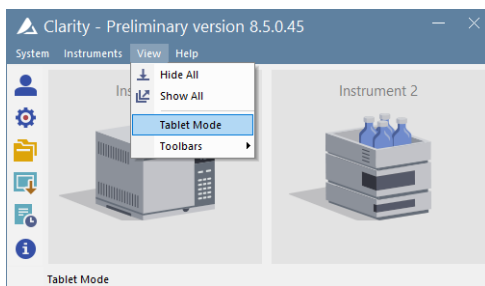 Clarity - Preliminary version 8.5.0.45
System Instruments View Help
Hide All
Show All
Tablet Mode
Toolbars
Ins
Instrument 2
Tablet Mode